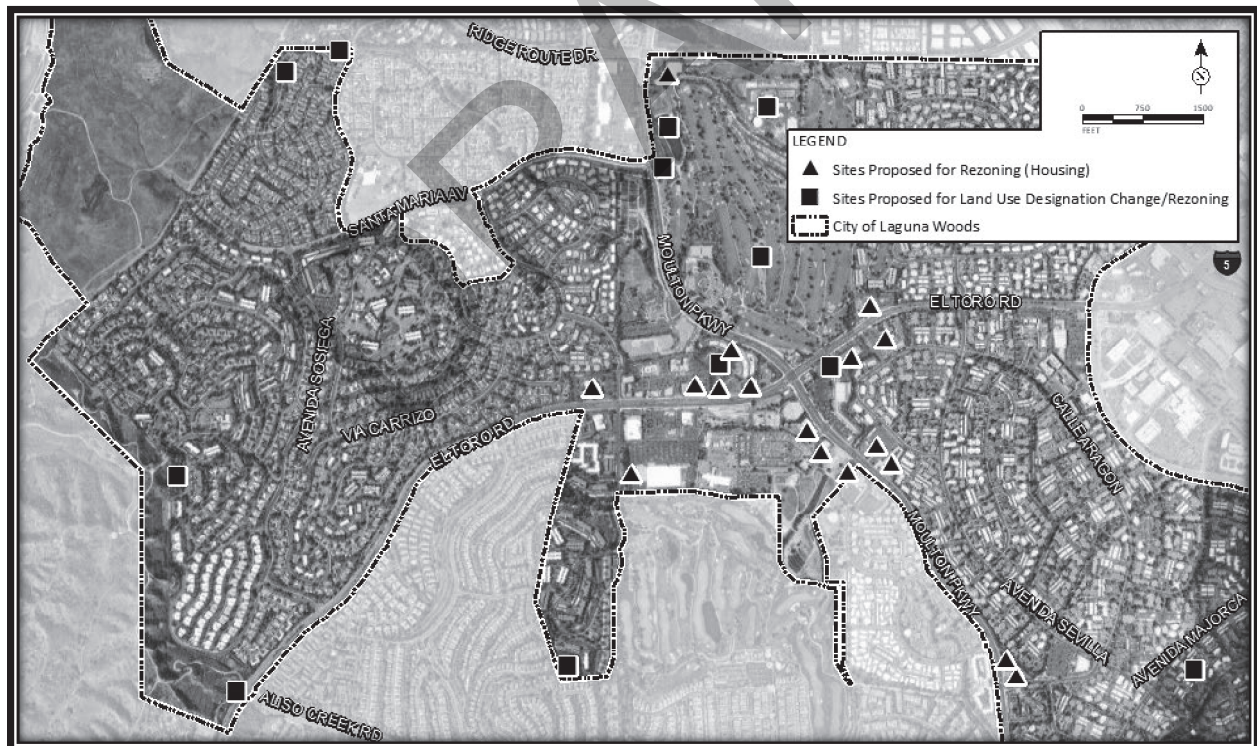 RIDGE ROUTE DR
0 750 1500
FEET
LEGEND
Sites Proposed for Rezoning (Housing)
Sites Proposed for Land Use Designation Change/Rezoning
City of Laguna Woods
SANTA MARIA AV
MOULTON PKWY
5
EL TORO RD
AVENIDA SOSIEGA
VIA CARRIZO
EL TORO RD
CALLE ARAGON
MOULTON PKWY
AVENIDA SEVILLA
AVENIDA MAJORCA
ALISO CREEK RD